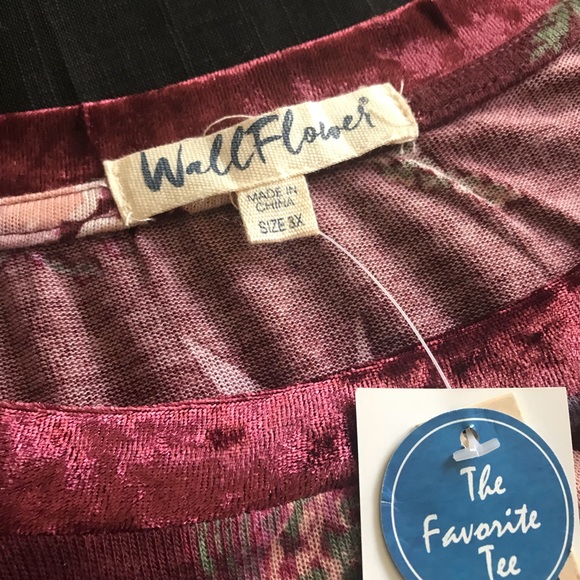 WallFlower
MADE IN
CHINA
SIZE 3X
The
Favorite
Tee